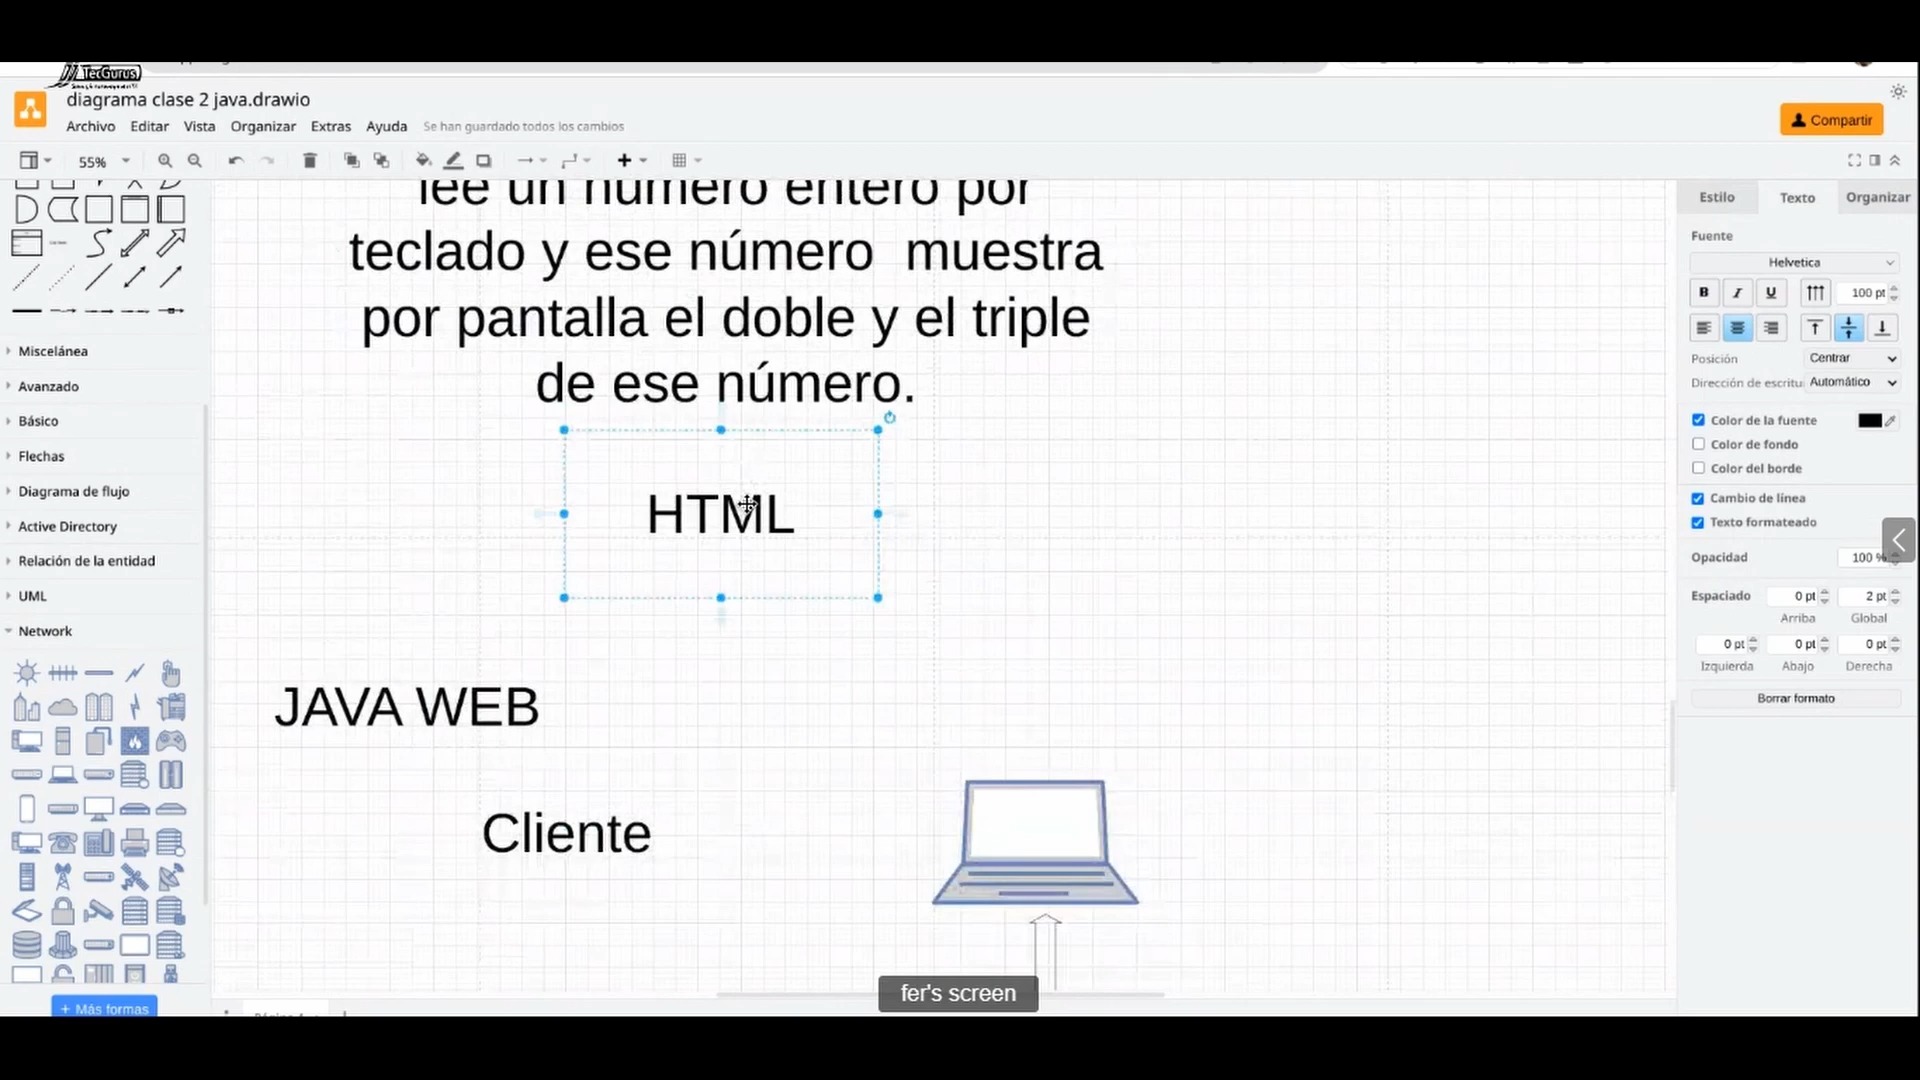 TecGurus
diagrama clase 2 java.drawio
Archivo Editar Vista Organizar Extras Ayuda Se han guardado todos los cambios
Compartir
55%
lee un número entero por
teclado y ese número muestra
por pantalla el doble y el triple
de ese número.
HTML
JAVA WEB
Cliente
fer's screen
Miscelánea
Avanzado
Básico
Flechas
Diagrama de flujo
Active Directory
Relación de la entidad
UML
Network
+ Más formas
Estilo Texto Organizar
Fuente
Helvetica
B I U 100 pt
Posición Centrar
Dirección de escritu Automático
Color de la fuente
Color de fondo
Color del borde
Cambio de línea
Texto formateado
Opacidad 100 %
Espaciado 0 pt 2 pt
Arriba Global
0 pt 0 pt 0 pt
Izquierda Abajo Derecha
Borrar formato